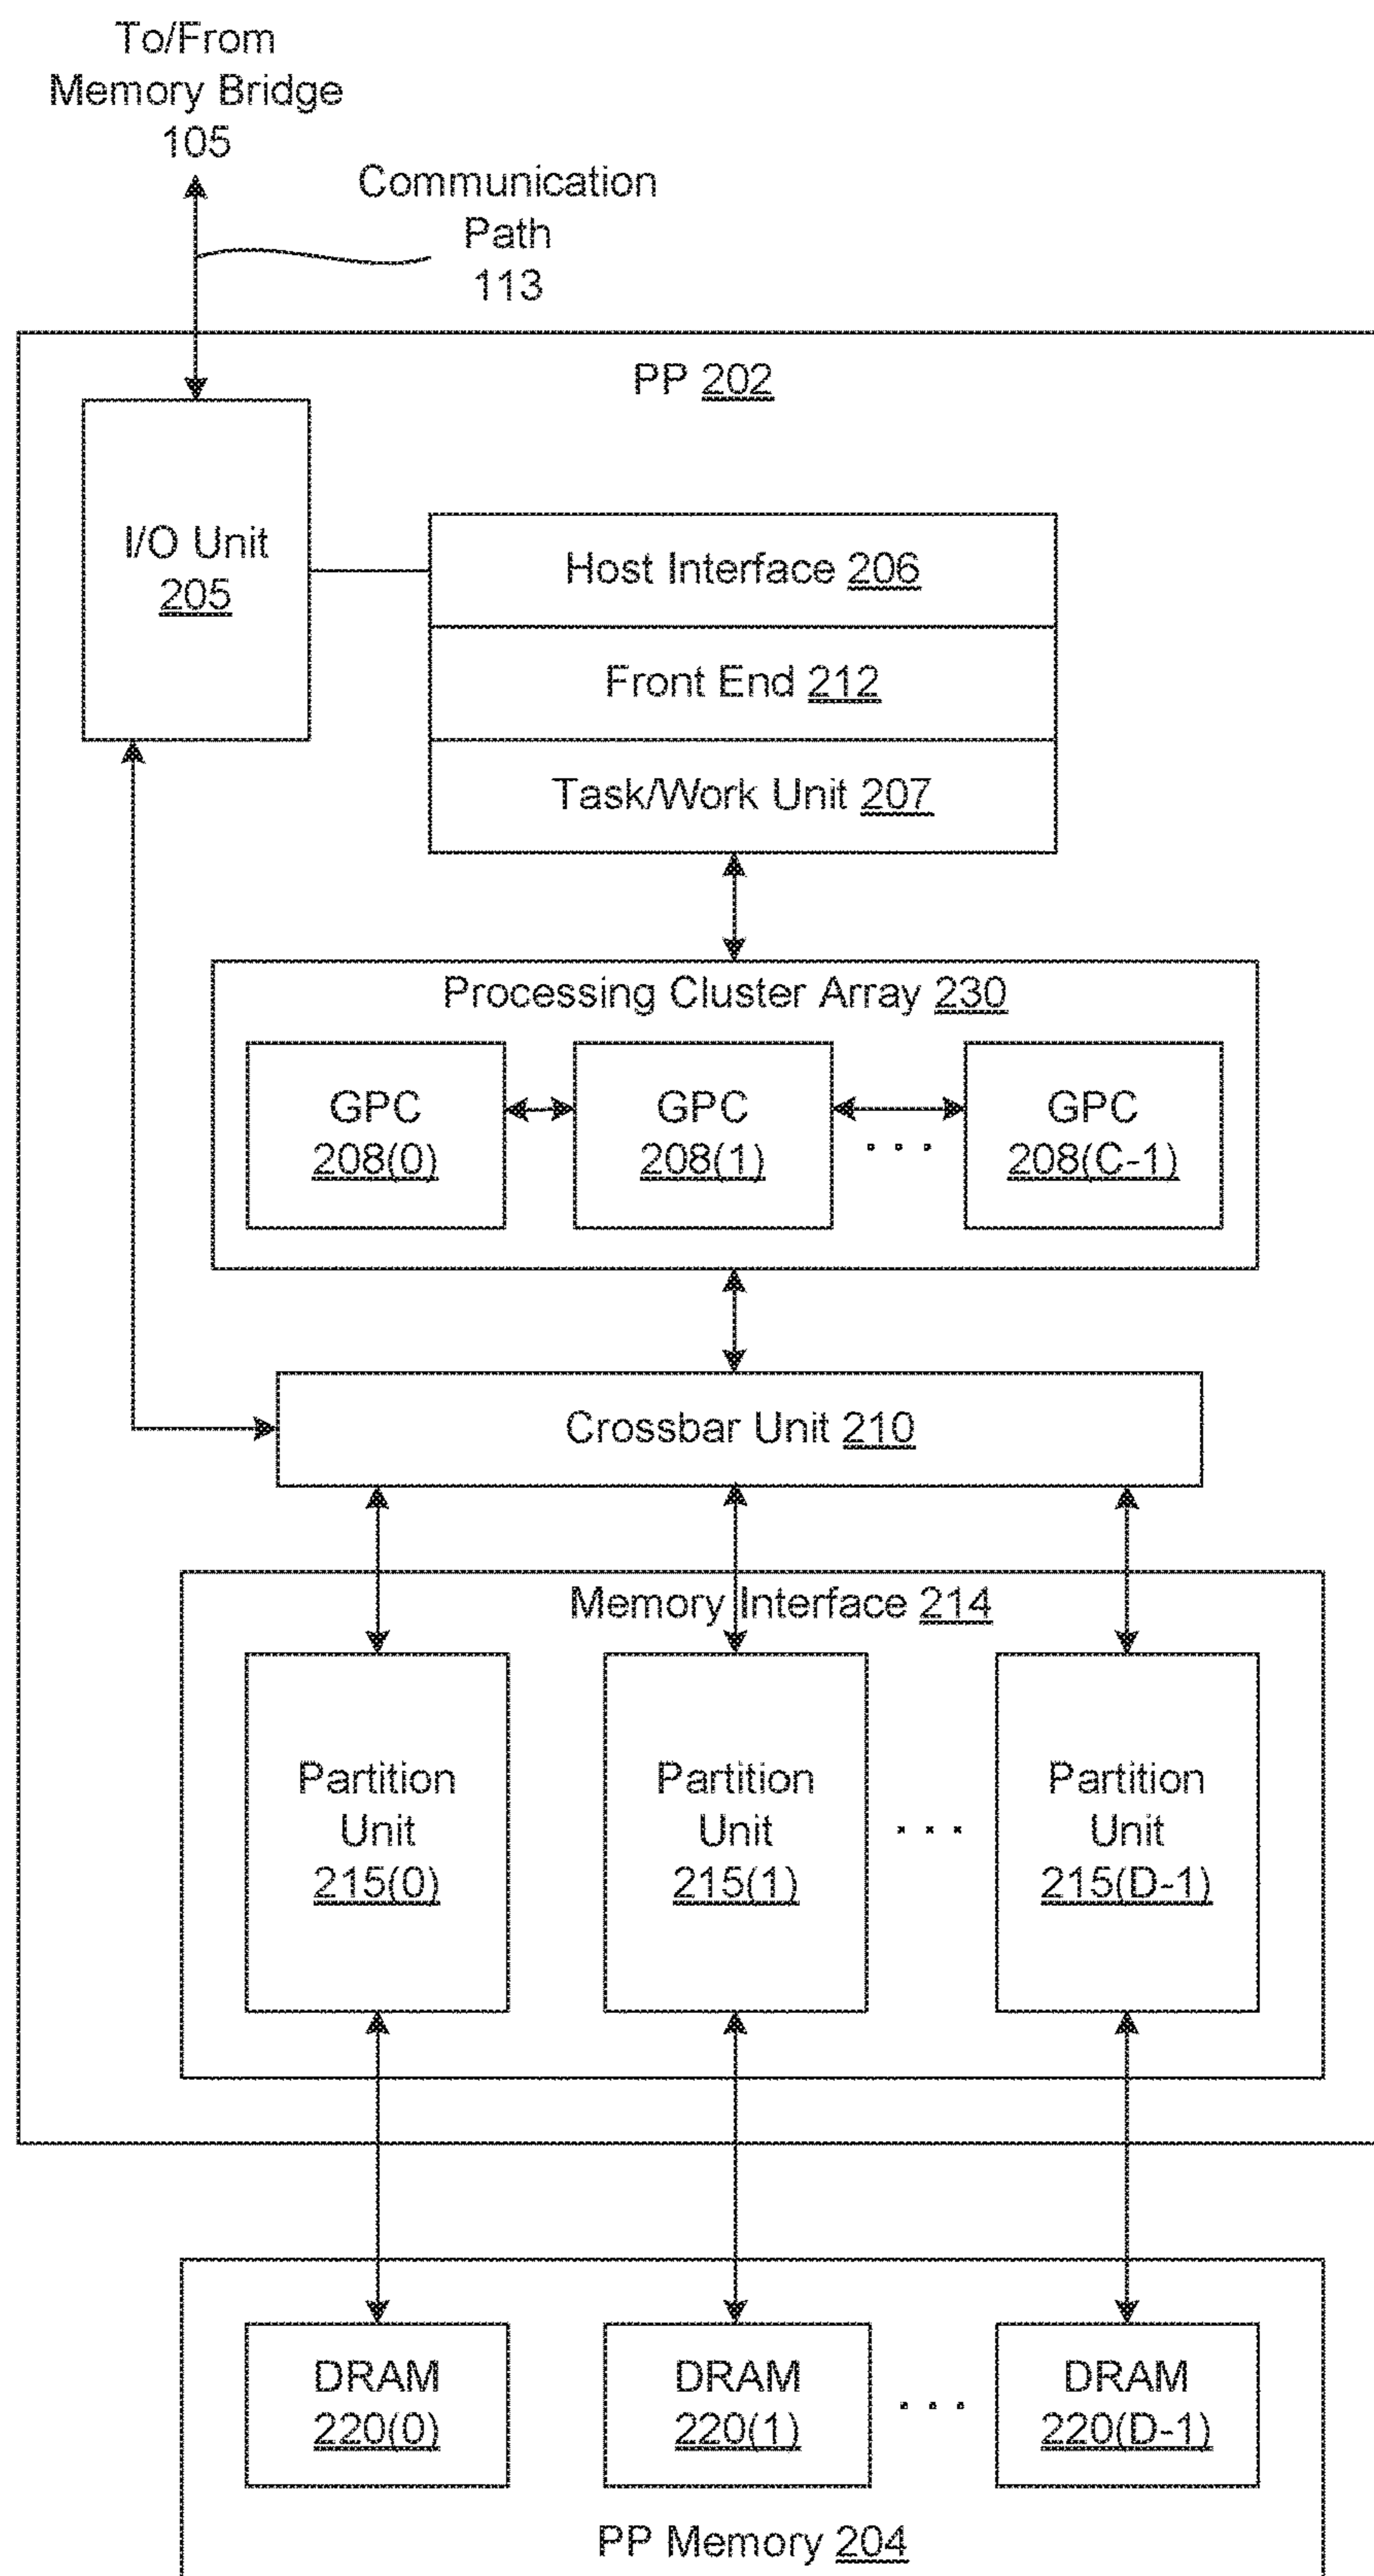 To/From
Memory Bridge
105
Communication
Path
113
PP 202
I/O Unit
205
Host Interface 206
Front End 212
Task/Work Unit 207
Processing Cluster Array 230
GPC
208(0)
GPC
208(1)
. . .
GPC
208(C-1)
Crossbar Unit 210
Memory Interface 214
Partition
Unit
215(0)
Partition
Unit
215(1)
. . .
Partition
Unit
215(D-1)
DRAM
220(0)
DRAM
220(1)
. . .
DRAM
220(D-1)
PP Memory 204